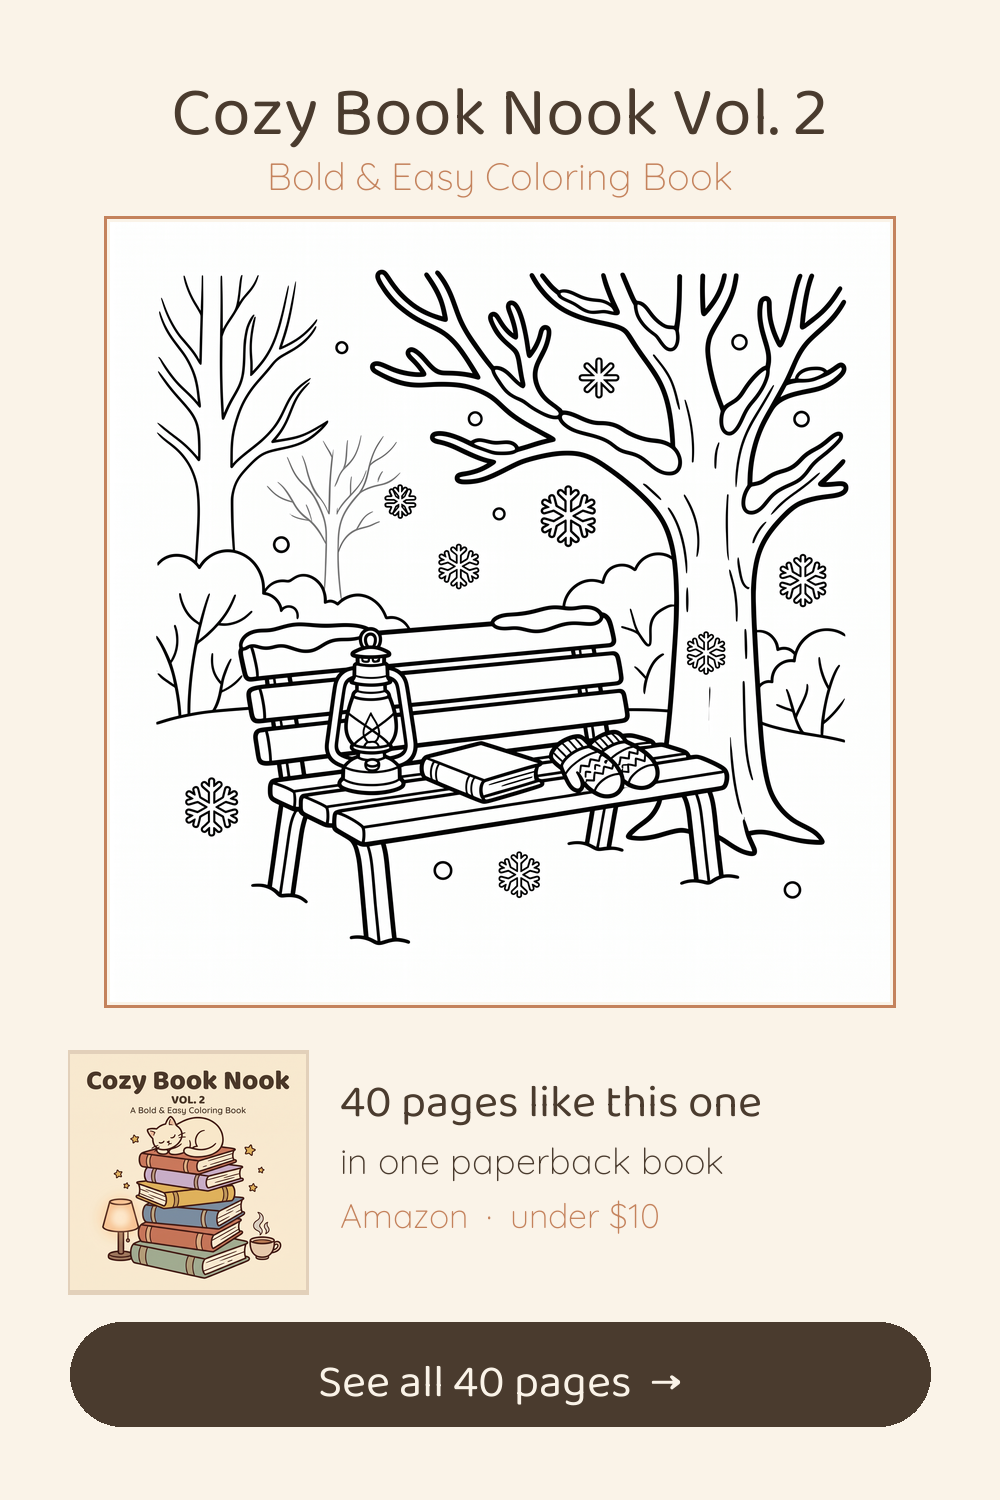 Cozy Book Nook Vol. 2
Bold & Easy Coloring Book
Cozy Book Nook
VOL. 2
A Bold & Easy Coloring Book
40 pages like this one
in one paperback book
Amazon · under $10
See all 40 pages →